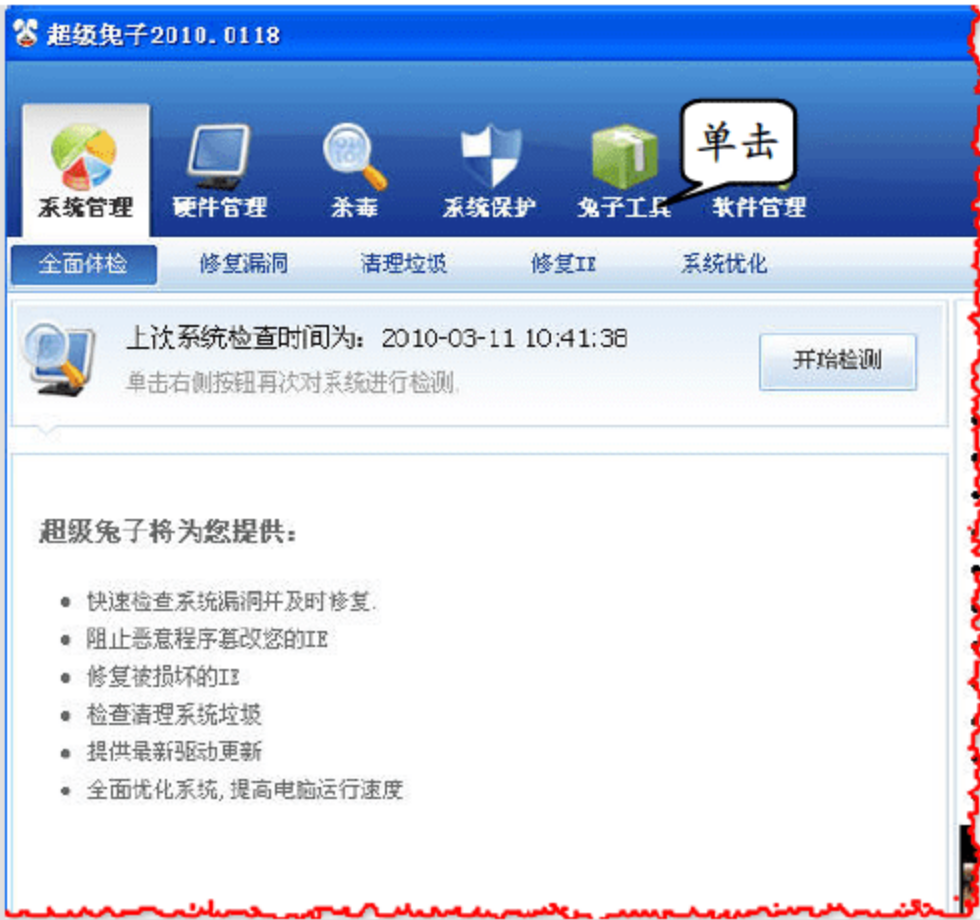 超级兔子2010.0118
单击
系统管理 硬件管理 杀毒 系统保护 兔子工具 软件管理
全面体检 修复漏洞 清理垃圾 修复IE 系统优化
上次系统检查时间为: 2010-03-11 10:41:38
开始检测
单击右侧按钮再次对系统进行检测.
超级兔子将为您提供:
• 快速检查系统漏洞并及时修复.
• 阻止恶意程序篡改您的IE
• 修复被损坏的IE
• 检查清理系统垃圾
• 提供最新驱动更新
• 全面优化系统,提高电脑运行速度